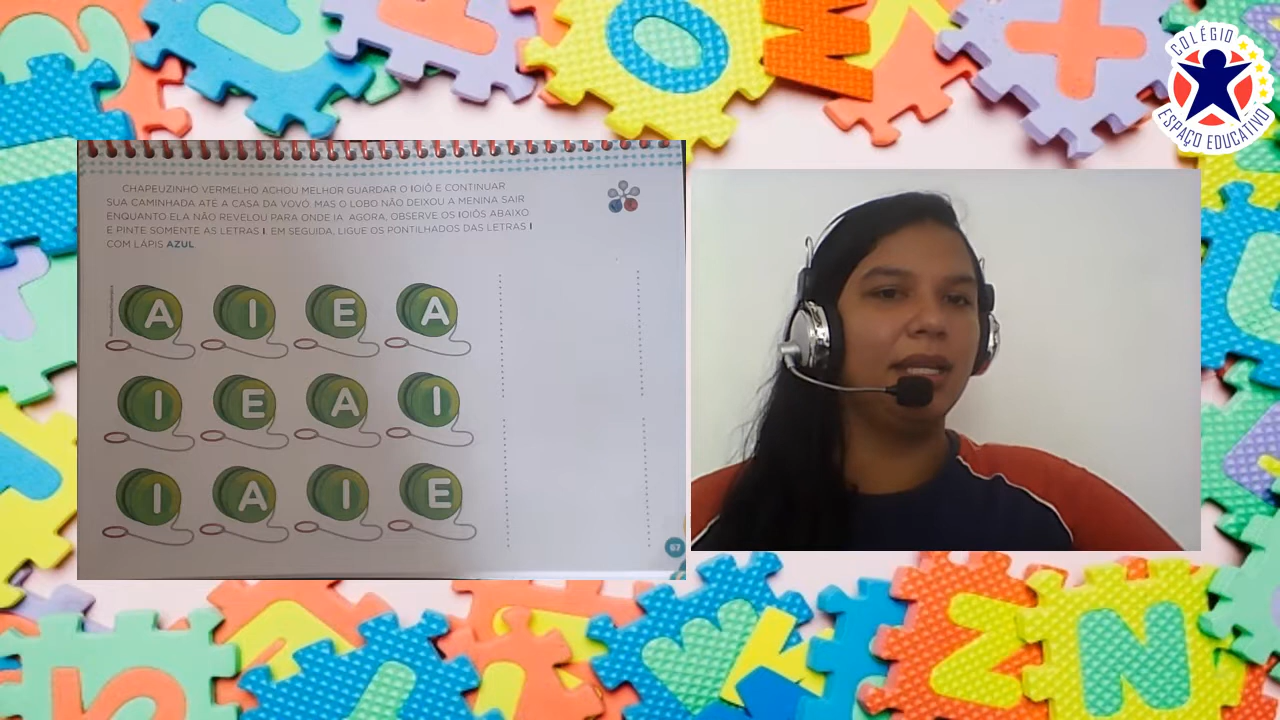 COLÉGIO
ESPAÇO EDUCATINO
CHAPEUZINHO VERMELHO ACHOU MELHOR GUARDAR O IOIÔ E CONTINUAR
SUA CAMINHADA ATÉ A CASA DA VOVÓ. MAS O LOBO NÃO DEIXOU A MENINA SAIR
ENQUANTO ELA NÃO REVELOU PARA ONDE IA. AGORA, OBSERVE OS IOIÔS ABAIXO
E PINTE SOMENTE AS LETRAS I. EM SEGUIDA, LIGUE OS PONTILHADOS DAS LETRAS I
COM LÁPIS AZUL.
A I E A
I E A I
I A I E
67
O
Z
N